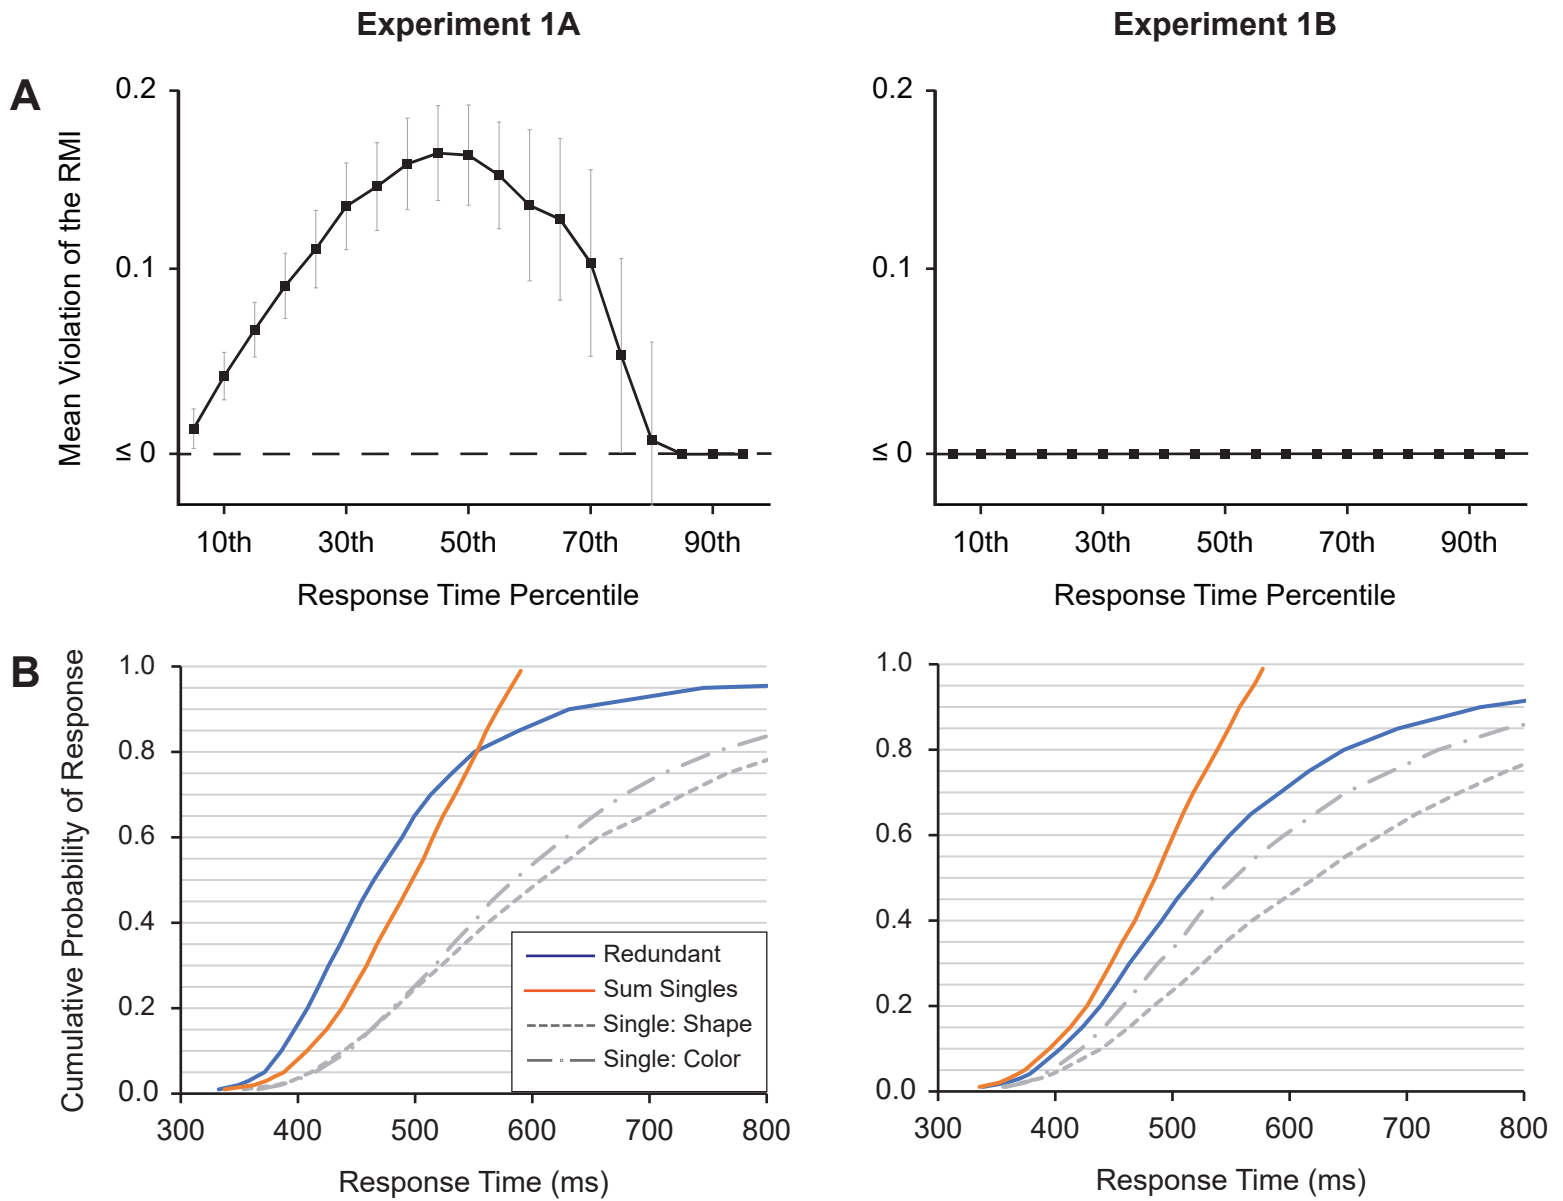 Experiment 1A
Experiment 1B
A
Mean Violation of the RMI
0.2
0.1
≤ 0
10th 30th 50th 70th 90th
Response Time Percentile
0.2
0.1
≤ 0
10th 30th 50th 70th 90th
Response Time Percentile
B
Cumulative Probability of Response
1.0
0.8
0.6
0.4
0.2
0.0
300 400 500 600 700 800
Response Time (ms)
Redundant
Sum Singles
Single: Shape
Single: Color
1.0
0.8
0.6
0.4
0.2
0.0
300 400 500 600 700 800
Response Time (ms)